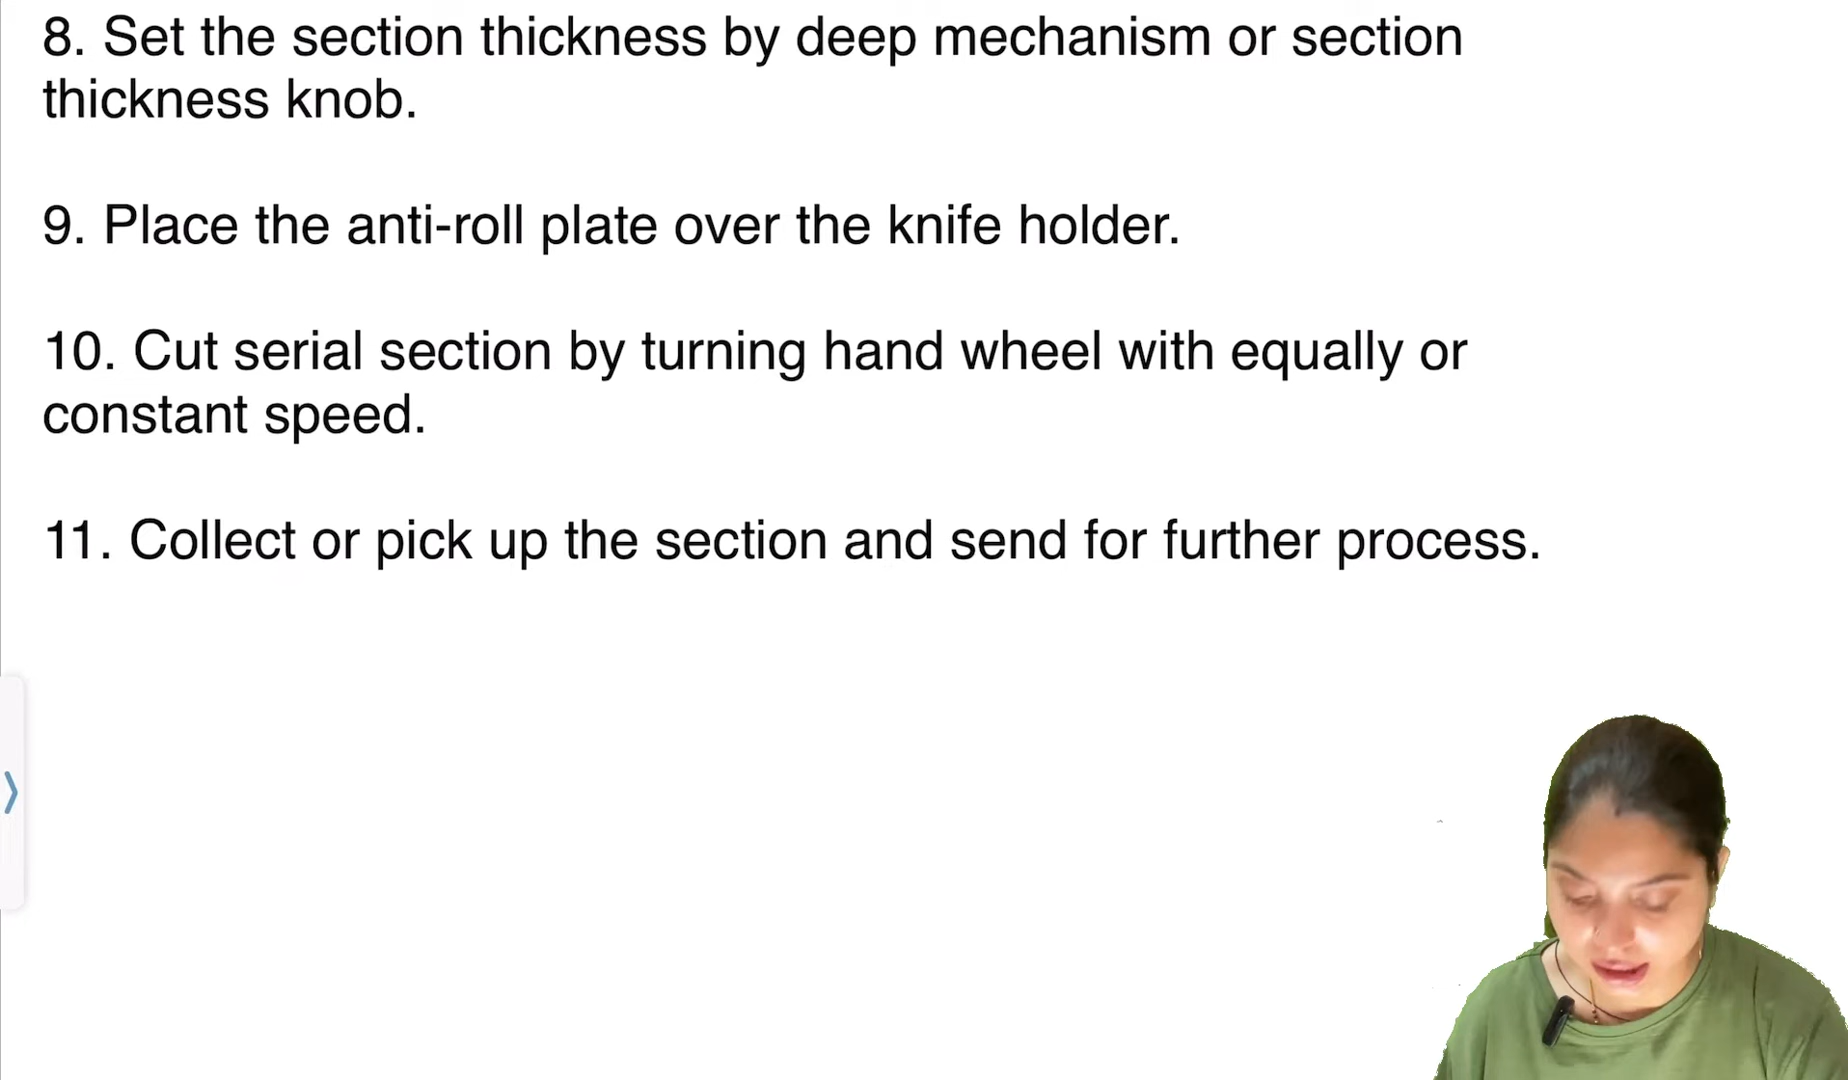 8. Set the section thickness by deep mechanism or section
thickness knob.
9. Place the anti-roll plate over the knife holder.
10. Cut serial section by turning hand wheel with equally or
constant speed.
11. Collect or pick up the section and send for further process.